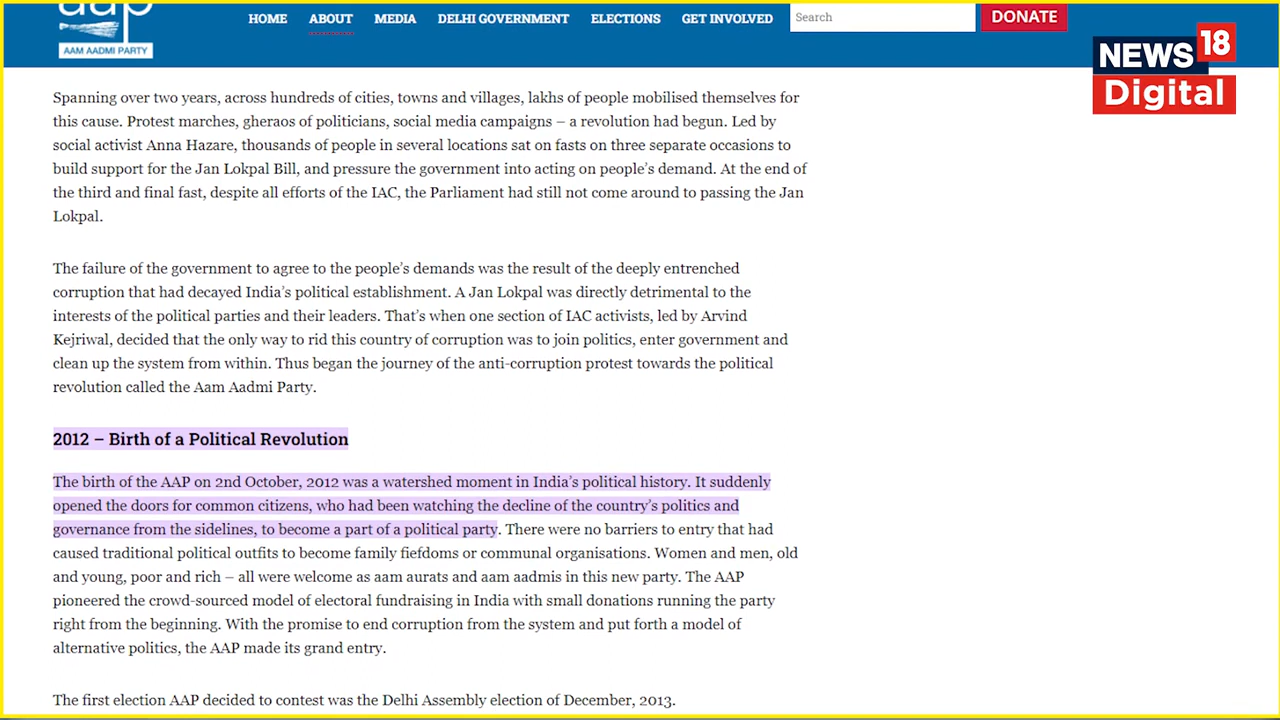 aap
AAM AADMI PARTY
HOME ABOUT MEDIA DELHI GOVERNMENT ELECTIONS GET INVOLVED
Search
DONATE
NEWS 18
Digital
Spanning over two years, across hundreds of cities, towns and villages, lakhs of people mobilised themselves for
this cause. Protest marches, gheraos of politicians, social media campaigns – a revolution had begun. Led by
social activist Anna Hazare, thousands of people in several locations sat on fasts on three separate occasions to
build support for the Jan Lokpal Bill, and pressure the government into acting on people’s demand. At the end of
the third and final fast, despite all efforts of the IAC, the Parliament had still not come around to passing the Jan
Lokpal.
The failure of the government to agree to the people’s demands was the result of the deeply entrenched
corruption that had decayed India’s political establishment. A Jan Lokpal was directly detrimental to the
interests of the political parties and their leaders. That’s when one section of IAC activists, led by Arvind
Kejriwal, decided that the only way to rid this country of corruption was to join politics, enter government and
clean up the system from within. Thus began the journey of the anti-corruption protest towards the political
revolution called the Aam Aadmi Party.
2012 – Birth of a Political Revolution
The birth of the AAP on 2nd October, 2012 was a watershed moment in India’s political history. It suddenly
opened the doors for common citizens, who had been watching the decline of the country’s politics and
governance from the sidelines, to become a part of a political party. There were no barriers to entry that had
caused traditional political outfits to become family fiefdoms or communal organisations. Women and men, old
and young, poor and rich – all were welcome as aam aurats and aam aadmis in this new party. The AAP
pioneered the crowd-sourced model of electoral fundraising in India with small donations running the party
right from the beginning. With the promise to end corruption from the system and put forth a model of
alternative politics, the AAP made its grand entry.
The first election AAP decided to contest was the Delhi Assembly election of December, 2013.